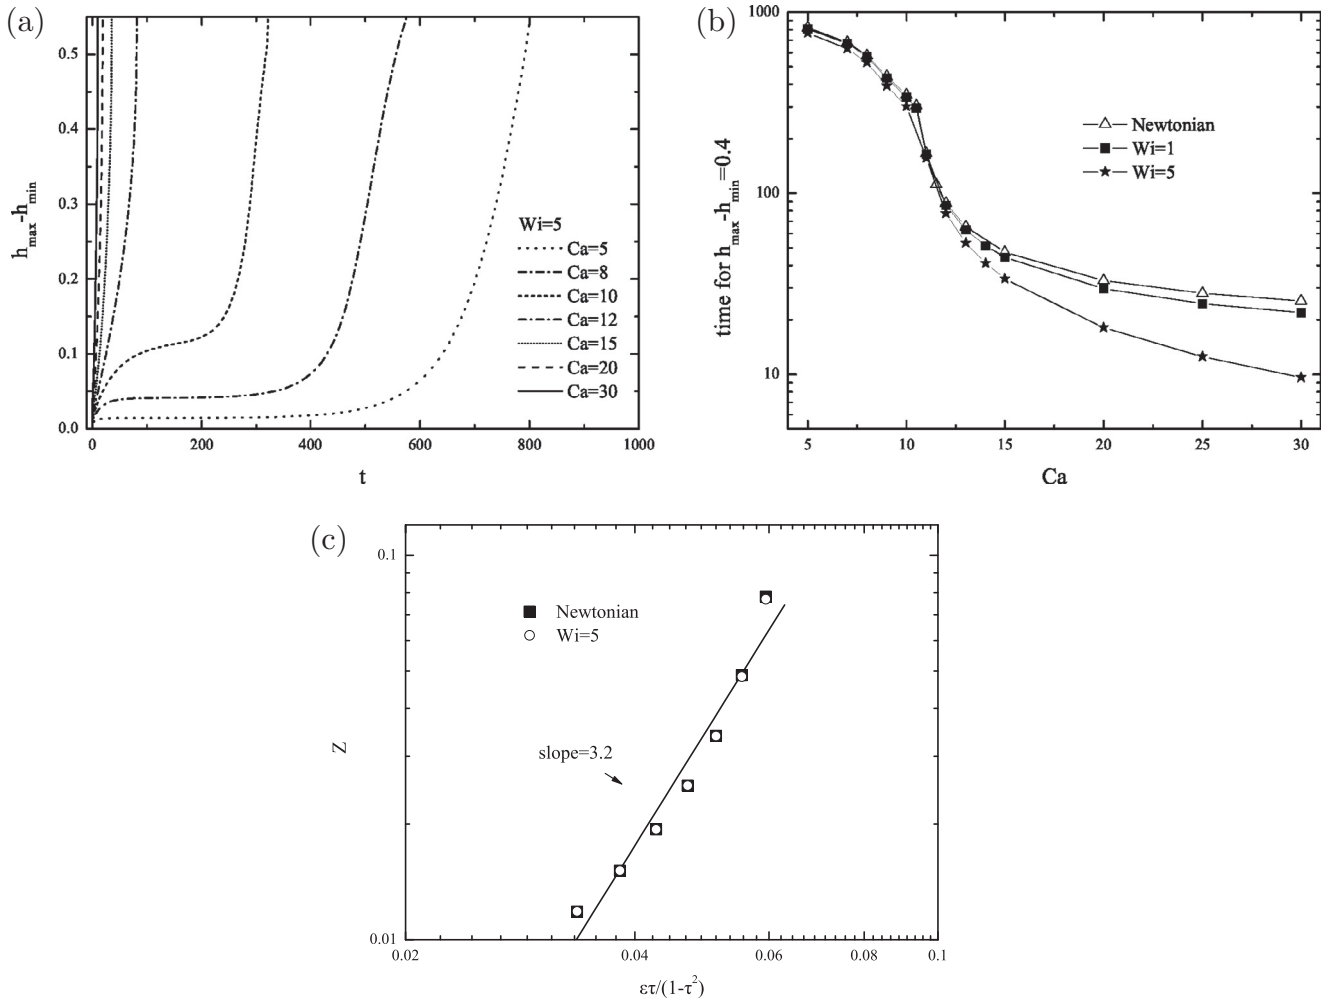 (a)
0.5
0.4
0.3
0.2
0.1
0.0
h_max-h_min
0 200 400 600 800 1000
t
Wi=5
Ca=5
Ca=8
Ca=10
Ca=12
Ca=15
Ca=20
Ca=30
(b)
1000
100
10
time for h_max-h_min=0.4
5 10 15 20 25 30
Ca
Newtonian
Wi=1
Wi=5
(c)
0.1
0.01
Z
Newtonian
Wi=5
slope=3.2
0.02 0.04 0.06 0.1
ετ/(1-τ²)